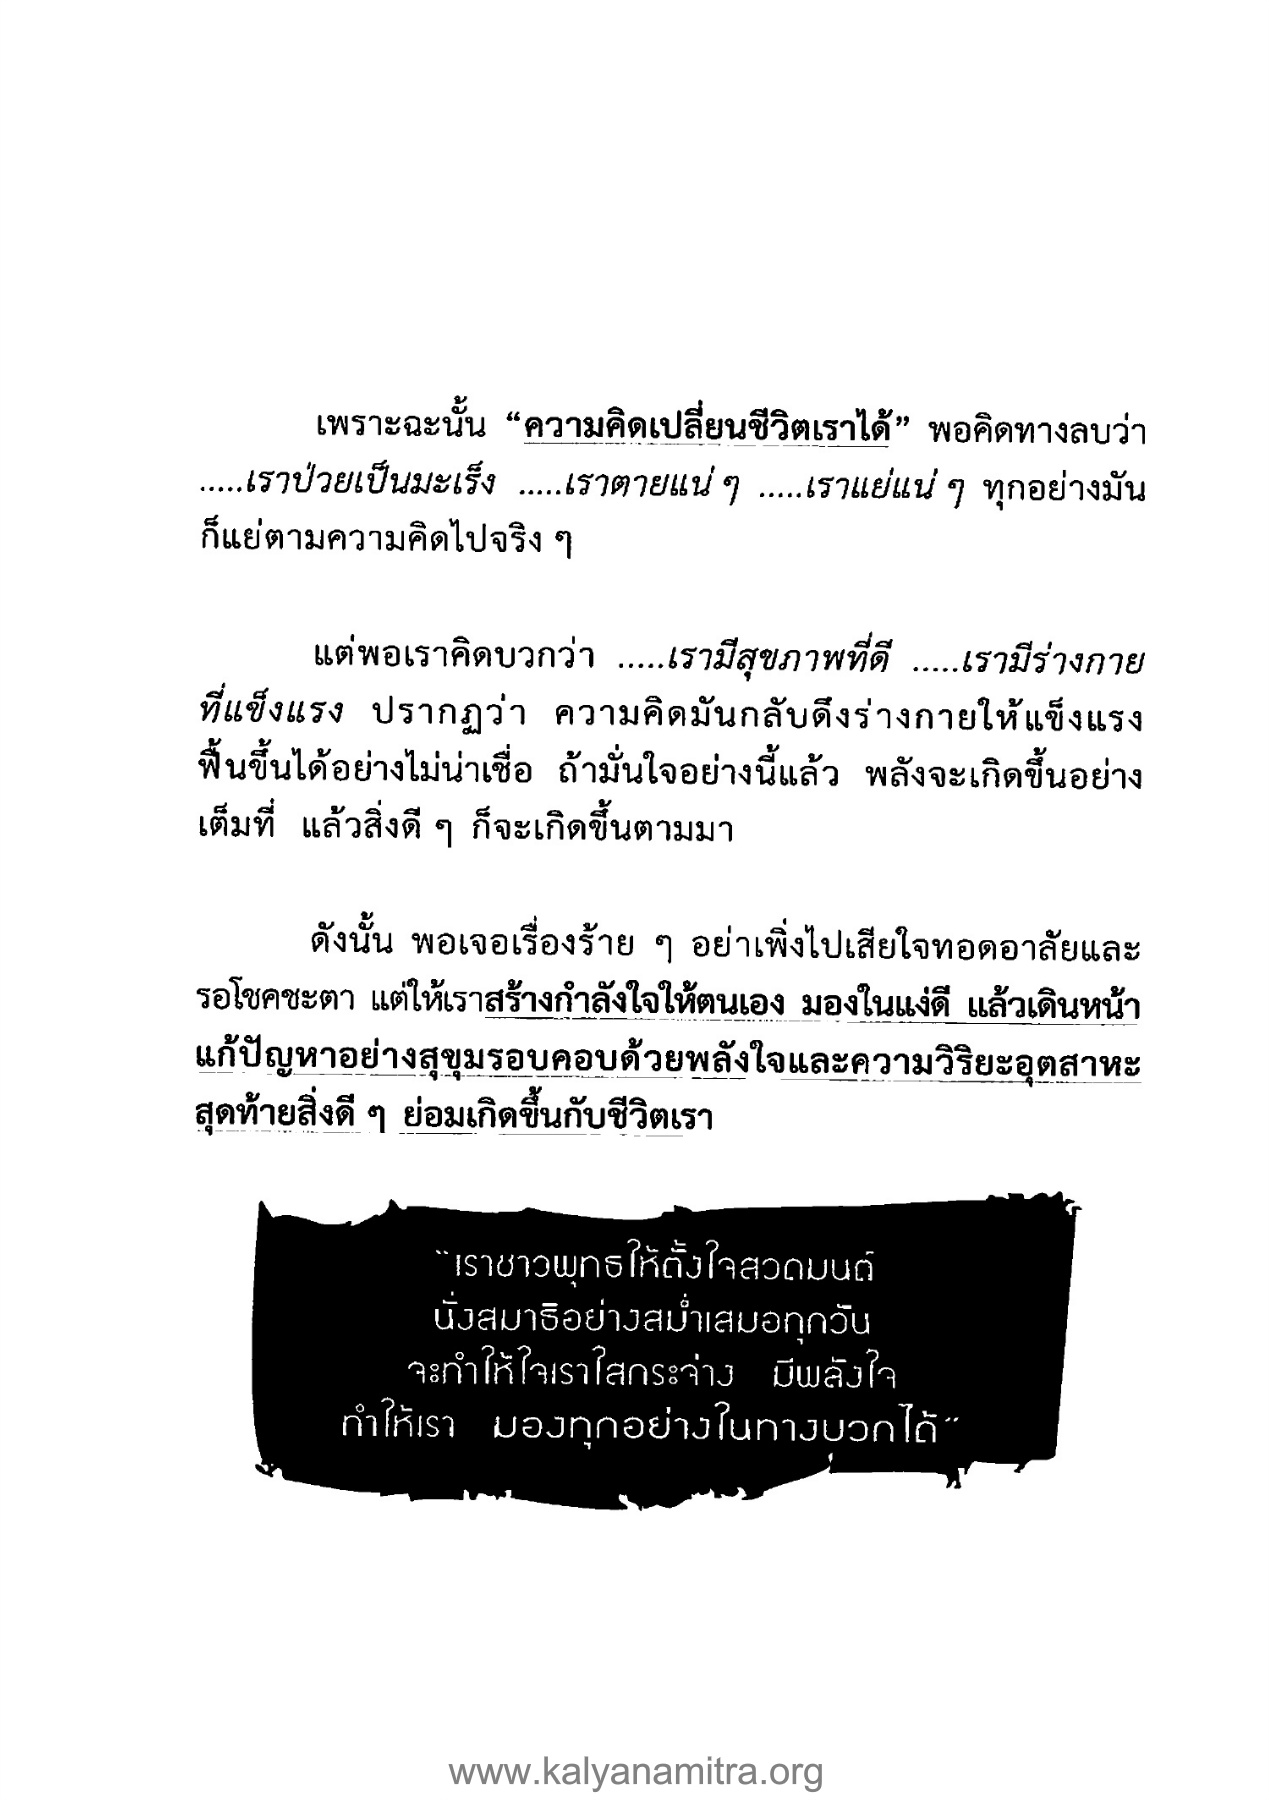 เพราะฉะนั้น “ความคิดเปลี่ยนชีวิตเราได้” พอคิดทางลบว่า
.....เราป่วยเป็นมะเร็ง .....เราตายแน่ ๆ .....เราแย่แน่ ๆ ทุกอย่างมัน
ก็แย่ตามความคิดไปจริง ๆ
แต่พอเราคิดบวกว่า .....เรามีสุขภาพที่ดี .....เรามีร่างกาย
ที่แข็งแรง ปรากฏว่า ความคิดมันกลับดึงร่างกายให้แข็งแรง
ฟื้นขึ้นได้อย่างไม่น่าเชื่อ ถ้ามั่นใจอย่างนี้แล้ว พลังจะเกิดขึ้นอย่าง
เต็มที่ แล้วสิ่งดี ๆ ก็จะเกิดขึ้นตามมา
ดังนั้น พอเจอเรื่องร้าย ๆ อย่าเพิ่งไปเสียใจทอดอาลัยและ
รอโชคชะตา แต่ให้เราสร้างกำลังใจให้ตนเอง มองในแง่ดี แล้วเดินหน้า
แก้ปัญหาอย่างสุขุมรอบคอบด้วยพลังใจและความวิริยะอุตสาหะ
สุดท้ายสิ่งดี ๆ ย่อมเกิดขึ้นกับชีวิตเรา
“เราชาวพุทธให้ตั้งใจสวดมนต์
นั่งสมาธิอย่างสม่ำเสมอทุกวัน
จะทำให้ใจเราใสกระจ่าง มีพลังใจ
ทำให้เรา มองทุกอย่างในทางบวกได้”
www.kalyanamitra.org